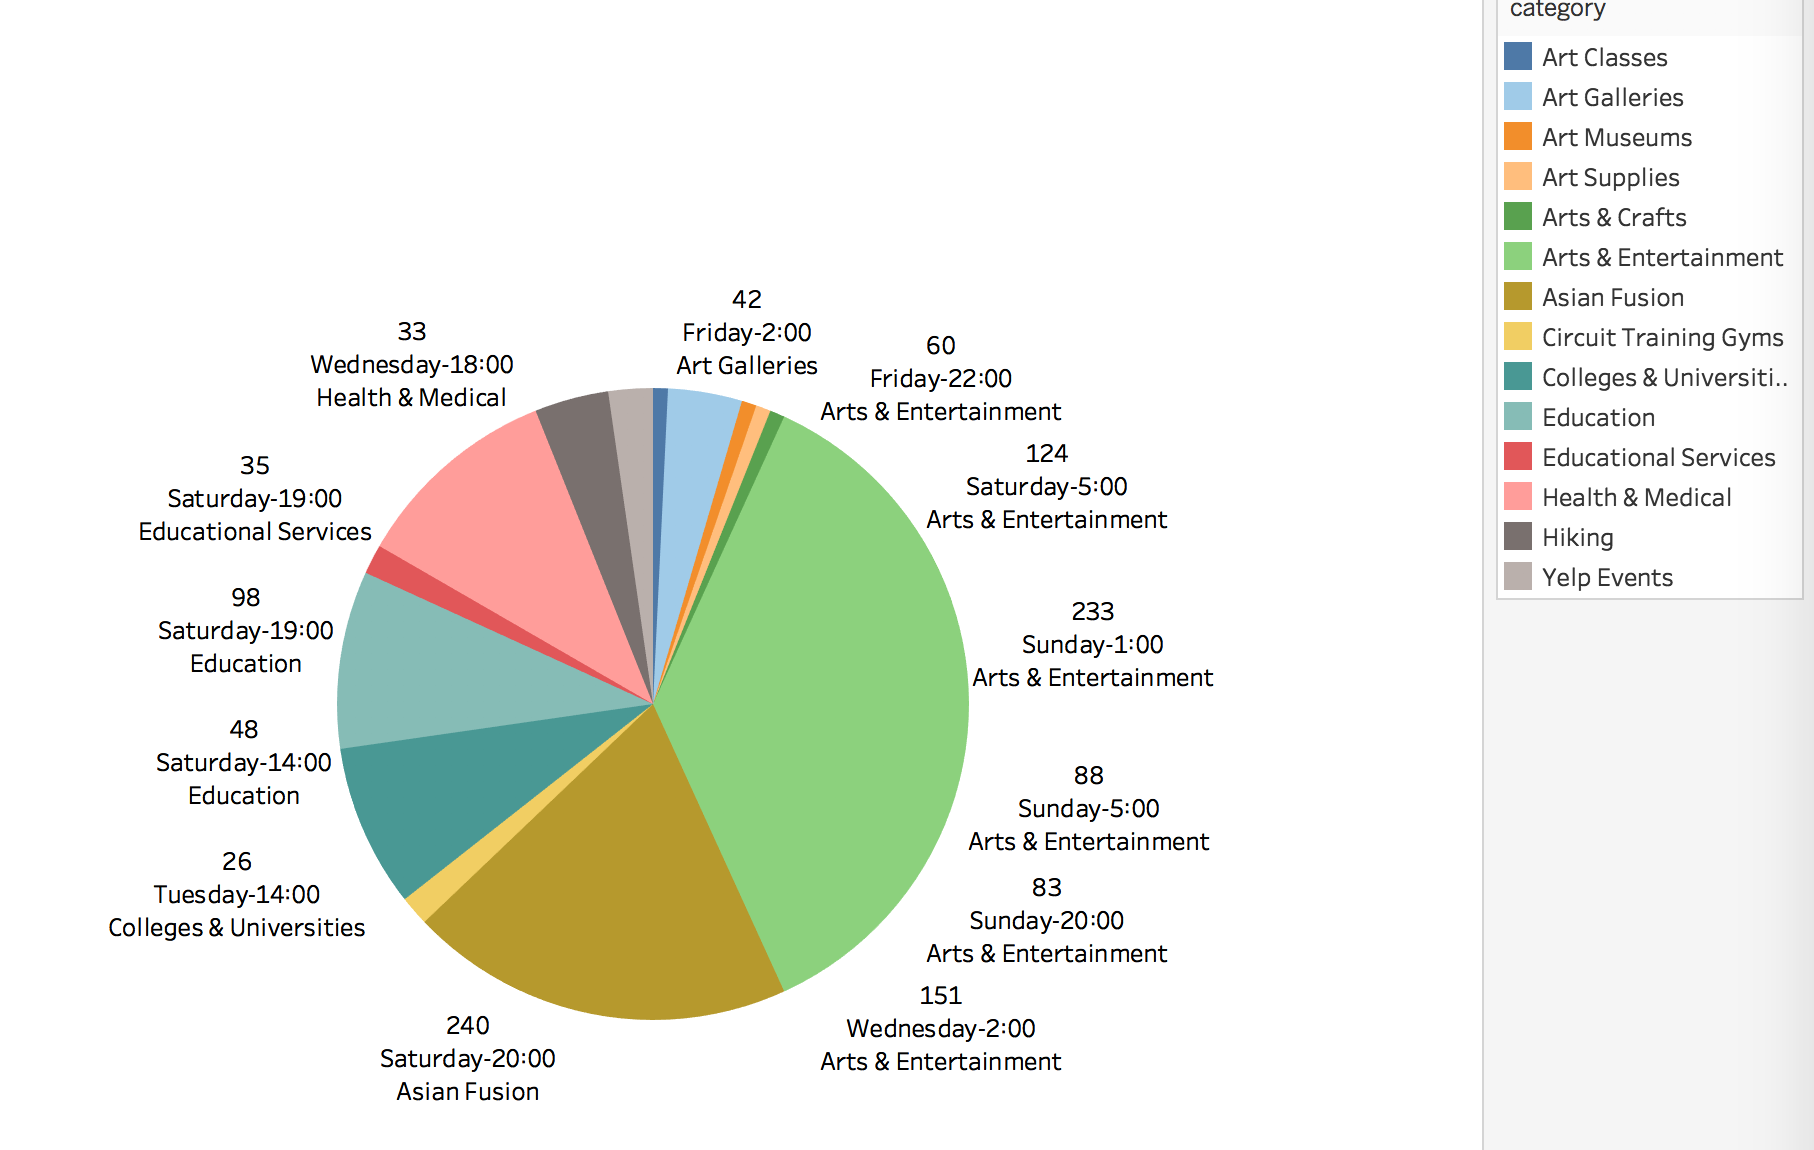 42
Friday-2:00
Art Galleries
60
Friday-22:00
Arts & Entertainment
124
Saturday-5:00
Arts & Entertainment
233
Sunday-1:00
Arts & Entertainment
88
Sunday-5:00
Arts & Entertainment
83
Sunday-20:00
Arts & Entertainment
151
Wednesday-2:00
Arts & Entertainment
240
Saturday-20:00
Asian Fusion
26
Tuesday-14:00
Colleges & Universities
48
Saturday-14:00
Education
98
Saturday-19:00
Education
35
Saturday-19:00
Educational Services
33
Wednesday-18:00
Health & Medical
category
Art Classes
Art Galleries
Art Museums
Art Supplies
Arts & Crafts
Arts & Entertainment
Asian Fusion
Circuit Training Gyms
Colleges & Universiti..
Education
Educational Services
Health & Medical
Hiking
Yelp Events